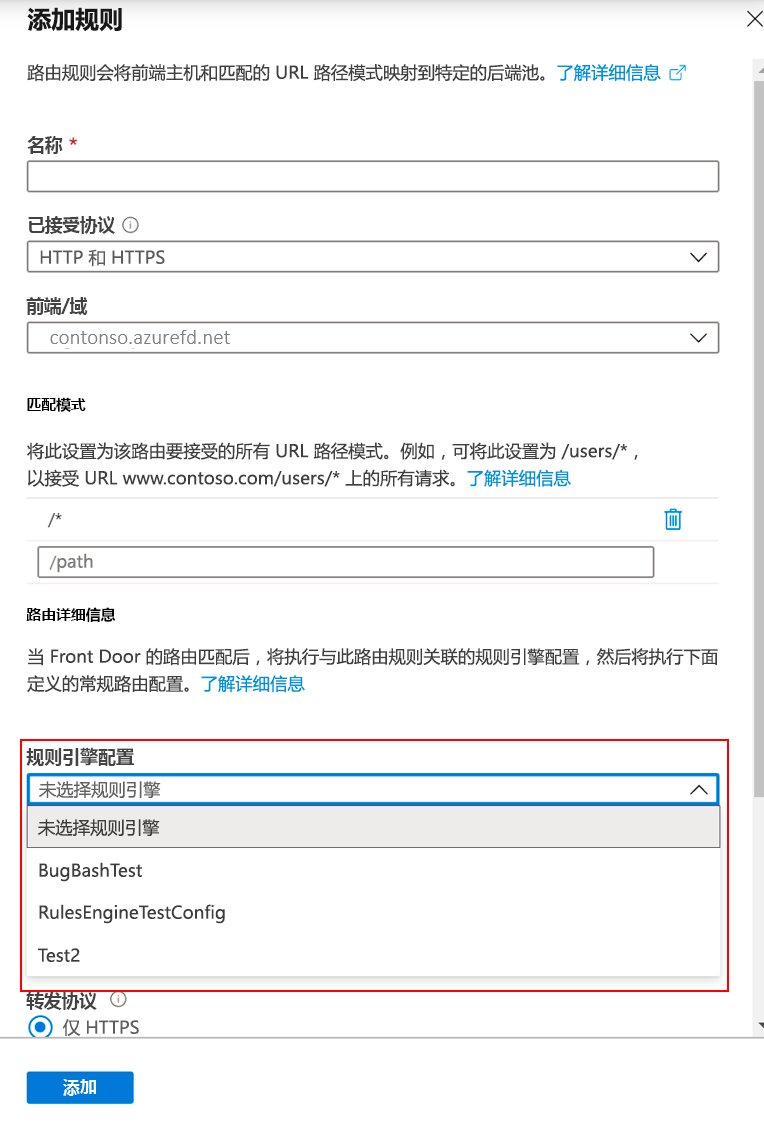 添加规则
路由规则会将前端主机和匹配的 URL 路径模式映射到特定的后端池。了解详细信息
名称 *
已接受协议
HTTP 和 HTTPS
前端/域
contonso.azurefd.net
匹配模式
将此设置为该路由要接受的所有 URL 路径模式。例如，可将此设置为 /users/*，
以接受 URL www.contoso.com/users/* 上的所有请求。了解详细信息
/*
/path
路由详细信息
当 Front Door 的路由匹配后，将执行与此路由规则关联的规则引擎配置，然后将执行下面
定义的常规路由配置。了解详细信息
规则引擎配置
未选择规则引擎
未选择规则引擎
BugBashTest
RulesEngineTestConfig
Test2
转发协议
仅 HTTPS
添加